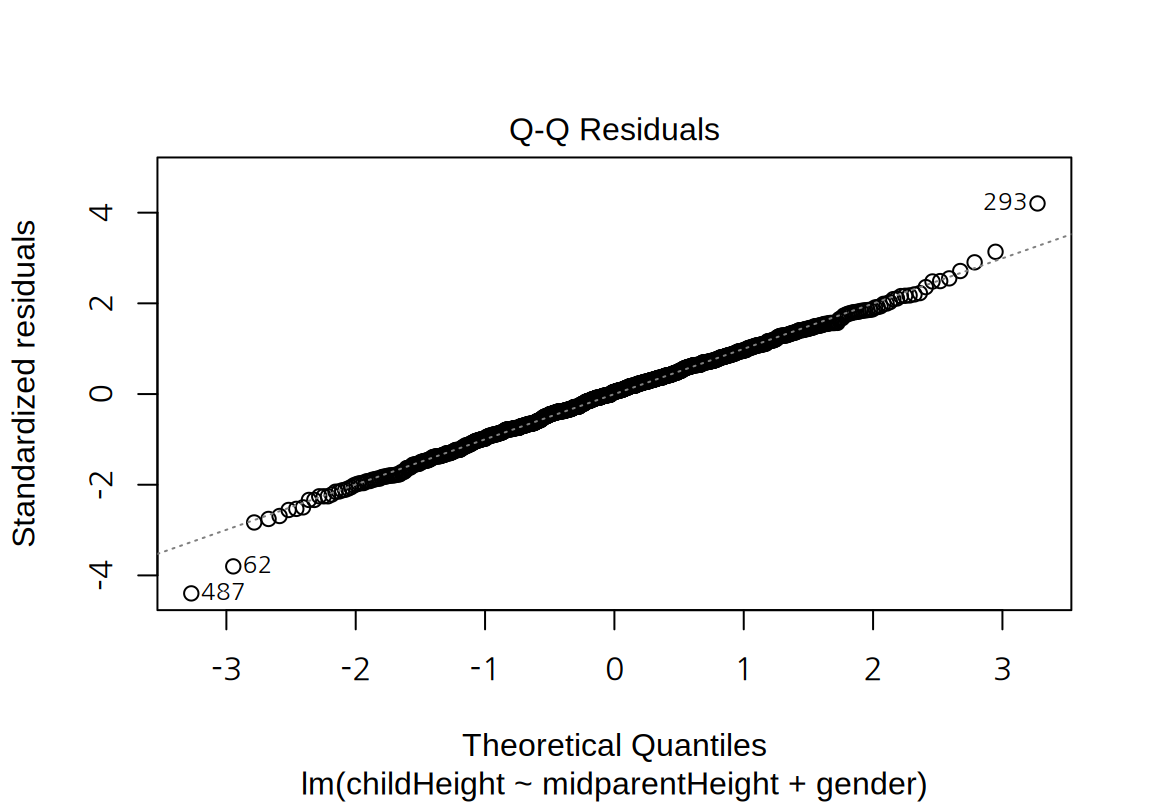 Q-Q Residuals
Standardized residuals
4
2
0
-2
-4
293
62
487
-3 -2 -1 0 1 2 3
Theoretical Quantiles
lm(childHeight ~ midparentHeight + gender)